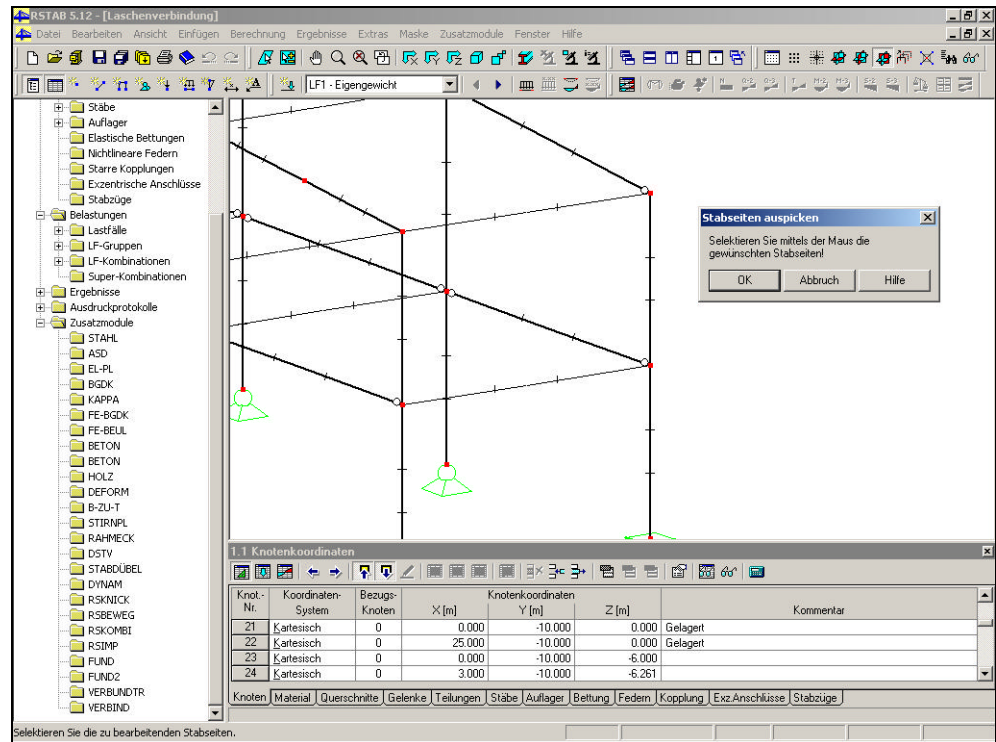 RSTAB 5.12 - [Laschenverbindung]
Datei Bearbeiten Ansicht Einfügen Berechnung Ergebnisse Extras Maske Zusatzmodule Fenster Hilfe
LF1 - Eigengewicht
Stäbe
Auflager
Elastische Bettungen
Nichtlineare Federn
Starre Kopplungen
Exzentrische Anschlüsse
Stabzüge
Belastungen
Lastfälle
LF-Gruppen
LF-Kombinationen
Super-Kombinationen
Ergebnisse
Ausdruckprotokolle
Zusatzmodule
STAHL
ASD
EL-PL
BGDK
KAPPA
FE-BGDK
FE-BEUL
BETON
BETON
HOLZ
DEFORM
B-ZU-T
STIRNPL
RAHMECK
DSTV
STABDÜBEL
DYNAM
RSKNICK
RSBEWEG
RSKOMBI
RSIMP
FUND
FUND2
VERBUNDTR
VERBIND
Stabseiten auspicken
Selektieren Sie mittels der Maus die
gewünschten Stabseiten!
OK Abbruch Hilfe
1.1 Knotenkoordinaten
Knot.- Koordinaten- Bezugs- Knotenkoordinaten
Nr. System Knoten X [m] Y [m] Z [m] Kommentar
21 Kartesisch 0 0.000 -10.000 0.000 Gelagert
22 Kartesisch 0 25.000 -10.000 0.000 Gelagert
23 Kartesisch 0 0.000 -10.000 -6.000
24 Kartesisch 0 3.000 -10.000 -6.261
Knoten Material Querschnitte Gelenke Teilungen Stäbe Auflager Bettung Federn Kopplung Exz.Anschlüsse Stabzüge
Selektieren Sie die zu bearbeitenden Stabseiten.